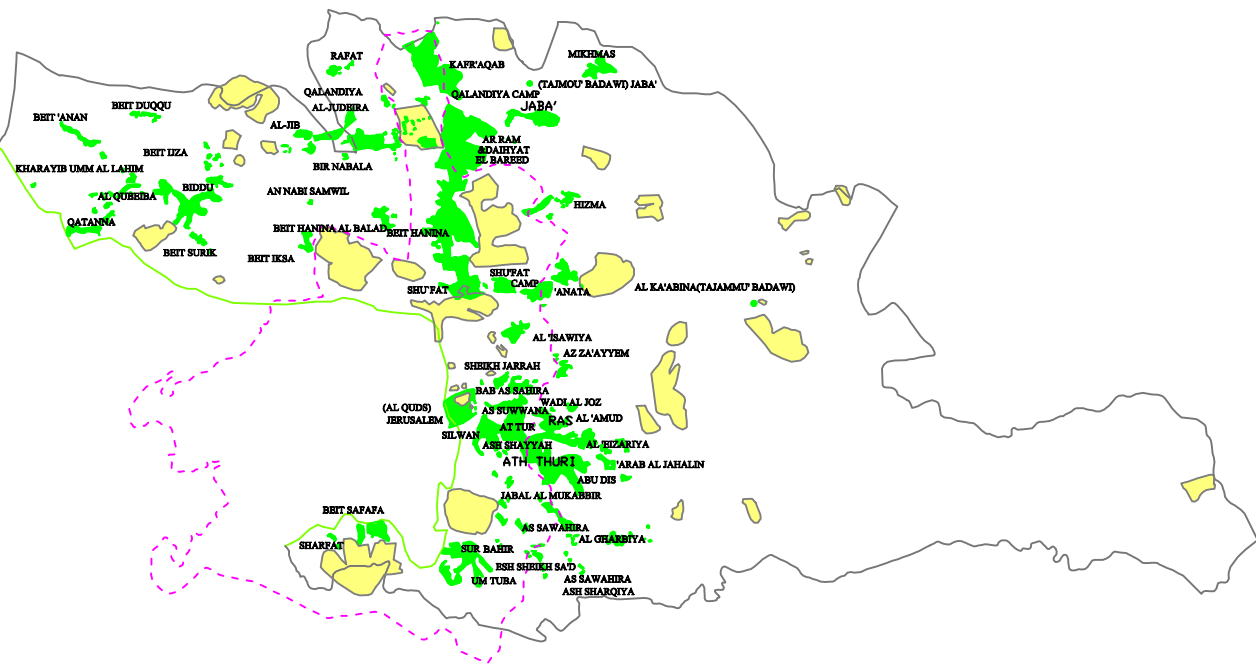 RAFAT
KAFR'AQAB
MIKHMAS
QALANDIYA
QALANDIYA CAMP
(TAJMOU' BADAWI) JABA'
BEIT DUQQU
AL-JUDEIRA
JABA'
BEIT 'ANAN
AL-JIB
AR RAM
&DAIHYAT
EL BAREED
BEIT IJZA
BIR NABALA
KHARAYIB UMM AL LAHIM
BIDDU
AN NABI SAMWIL
AL QUBEIBA
HIZMA
QATANNA
BEIT HANINA AL BALAD
BEIT HANINA
BEIT SURIK
BEIT IKSA
SHU'FAT
CAMP
SHU'FAT
'ANATA
AL KA'ABINA(TAJAMMU' BADAWI)
AL 'ISAWIYA
AZ ZA'AYYEM
SHEIKH JARRAH
BAB AS SAHIRA
(AL QUDS)
JERUSALEM
AS SUWWANA
WADI AL JOZ
RAS
AL 'AMUD
AT TUR
SILWAN
ASH SHAYYAH
AL 'EIZARIYA
ATH THURI
'ARAB AL JAHALIN
ABU DIS
JABAL AL MUKABBIR
BEIT SAFAFA
AS SAWAHIRA
AL GHARBIYA
SHARFAT
SUR BAHIR
ESH SHEIKH SA'D
UM TUBA
AS SAWAHIRA
ASH SHARQIYA